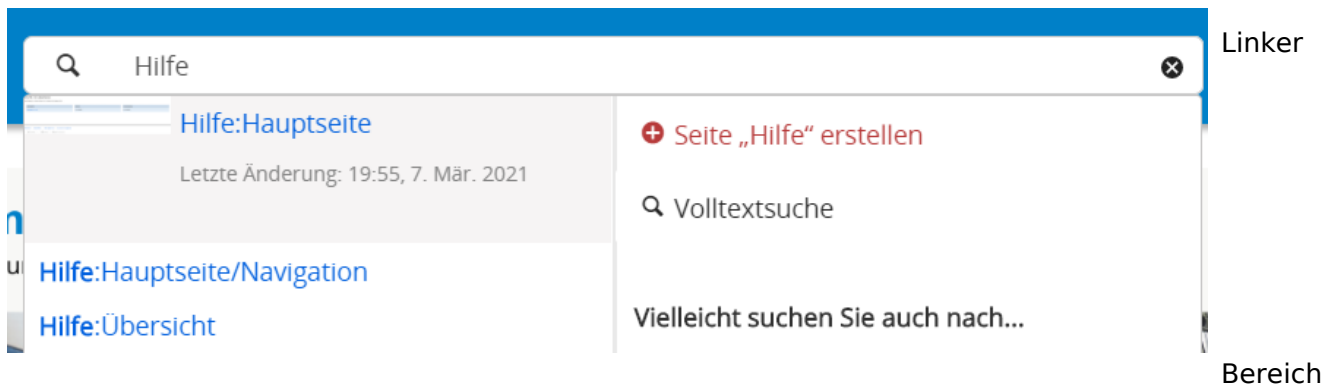 Linker
Hilfe
Hilfe:Hauptseite
Letzte Änderung: 19:55, 7. Mär. 2021
Hilfe:Hauptseite/Navigation
Hilfe:Übersicht
Seite „Hilfe“ erstellen
Volltextsuche
Vielleicht suchen Sie auch nach...
Bereich